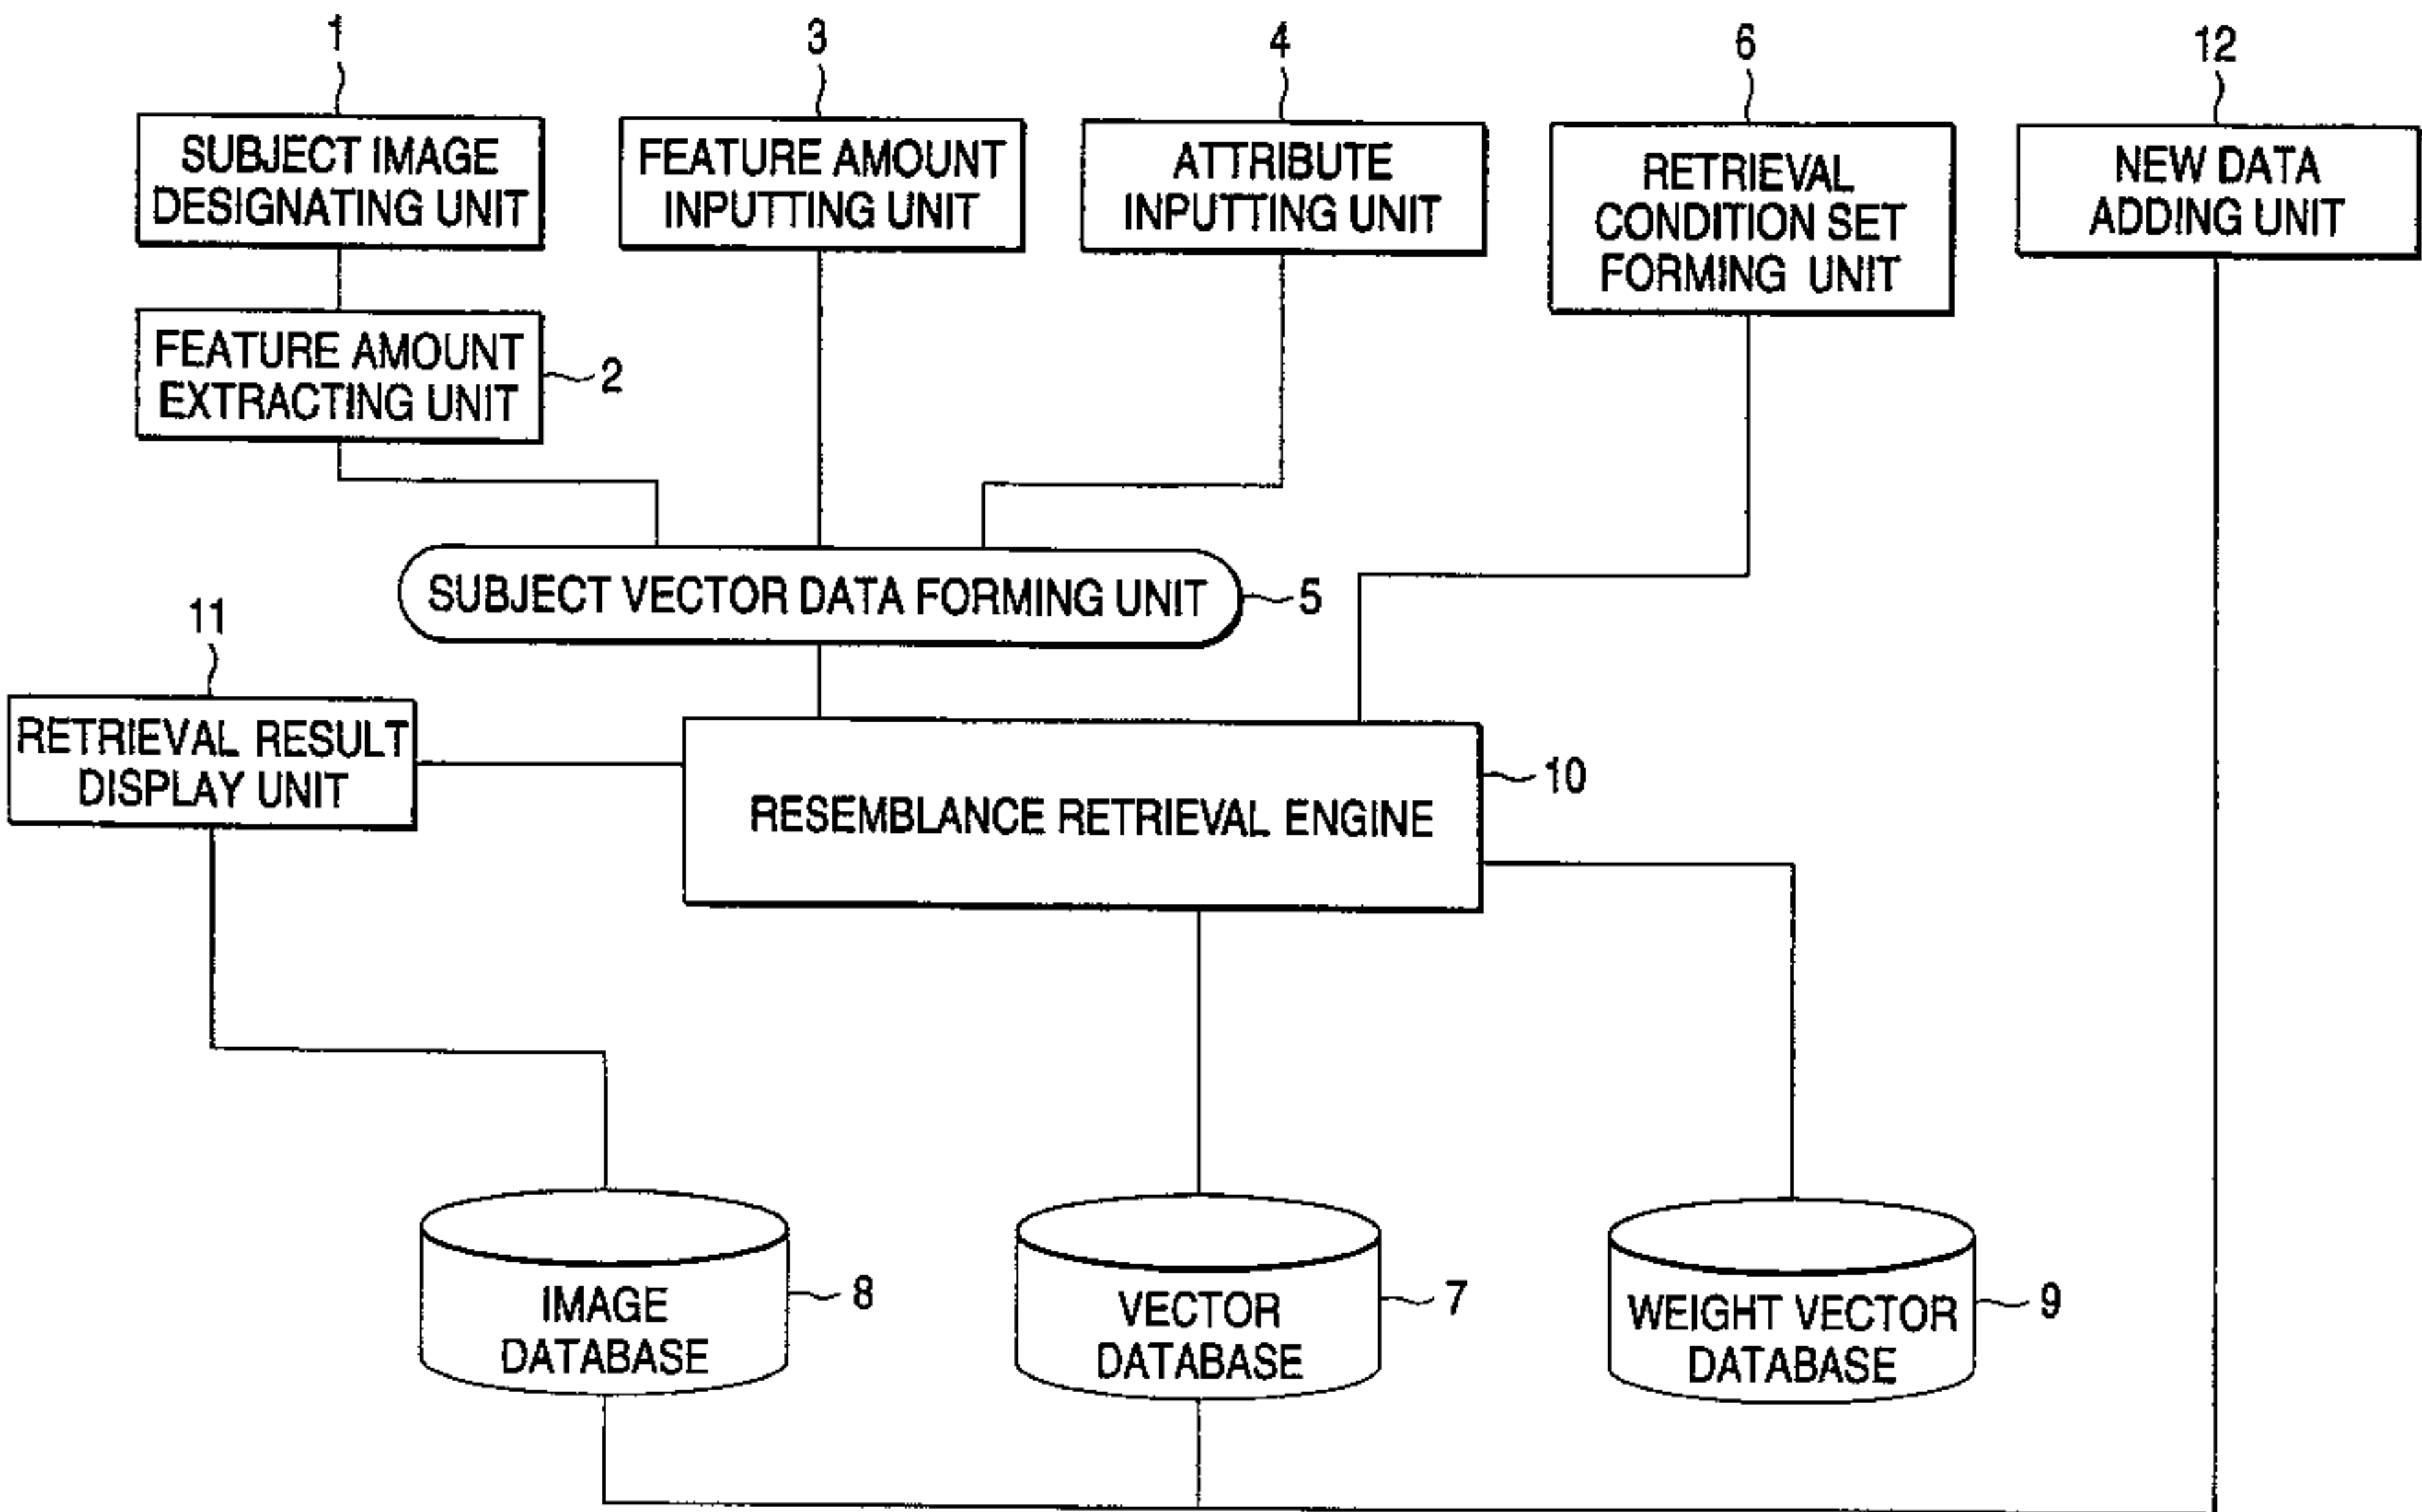 1
3
4
6
12
SUBJECT IMAGE
DESIGNATING UNIT
FEATURE AMOUNT
INPUTTING UNIT
ATTRIBUTE
INPUTTING UNIT
RETRIEVAL
CONDITION SET
FORMING UNIT
NEW DATA
ADDING UNIT
FEATURE AMOUNT
EXTRACTING UNIT
2
SUBJECT VECTOR DATA FORMING UNIT
5
11
RETRIEVAL RESULT
DISPLAY UNIT
RESEMBLANCE RETRIEVAL ENGINE
10
IMAGE
DATABASE
8
VECTOR
DATABASE
7
WEIGHT VECTOR
DATABASE
9